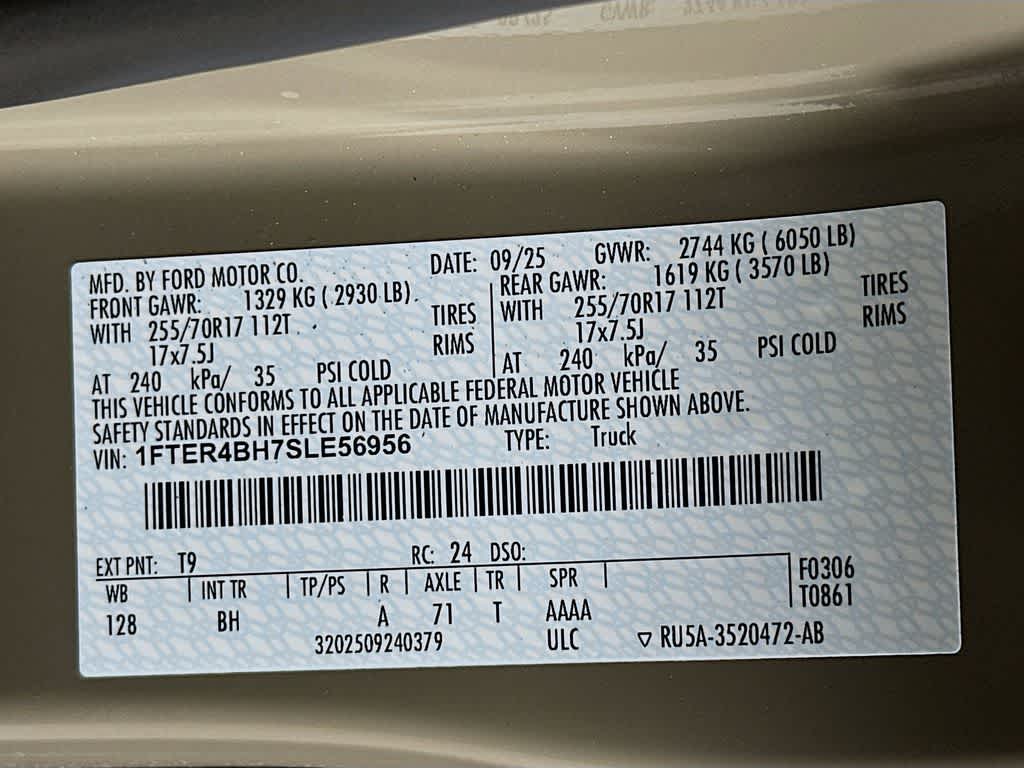 MFD. BY FORD MOTOR CO. DATE: 09/25 GVWR: 2744 KG ( 6050 LB)
FRONT GAWR: 1329 KG ( 2930 LB). REAR GAWR: 1619 KG ( 3570 LB)
WITH 255/70R17 112T TIRES WITH 255/70R17 112T TIRES
17x7.5J RIMS 17x7.5J RIMS
AT 240 kPa/ 35 PSI COLD AT 240 kPa/ 35 PSI COLD
THIS VEHICLE CONFORMS TO ALL APPLICABLE FEDERAL MOTOR VEHICLE
SAFETY STANDARDS IN EFFECT ON THE DATE OF MANUFACTURE SHOWN ABOVE.
VIN: 1FTER4BH7SLE56956 TYPE: Truck
EXT PNT: T9 RC: 24 DSO:
WB INT TR TP/PS R AXLE TR SPR F0306
128 BH A 71 T AAAA T0861
3202509240379 ULC ▽ RU5A-3520472-AB